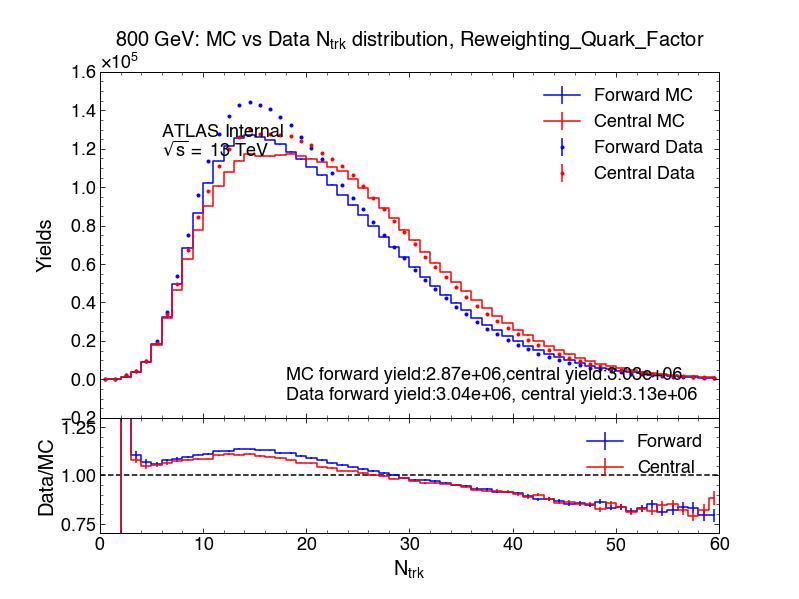 800 GeV: MC vs Data Ntrk distribution, Reweighting_Quark_Factor
×10⁵
1.6
1.4
1.2
1.0
0.8
0.6
0.4
0.2
0.0
−0.2
Yields
ATLAS Internal
√s = 13 TeV
Forward MC
Central MC
Forward Data
Central Data
MC forward yield:2.87e+06,central yield:3.03e+06
Data forward yield:3.04e+06, central yield:3.13e+06
1.25
1.00
0.75
Data/MC
Forward
Central
0 10 20 30 40 50 60
Ntrk